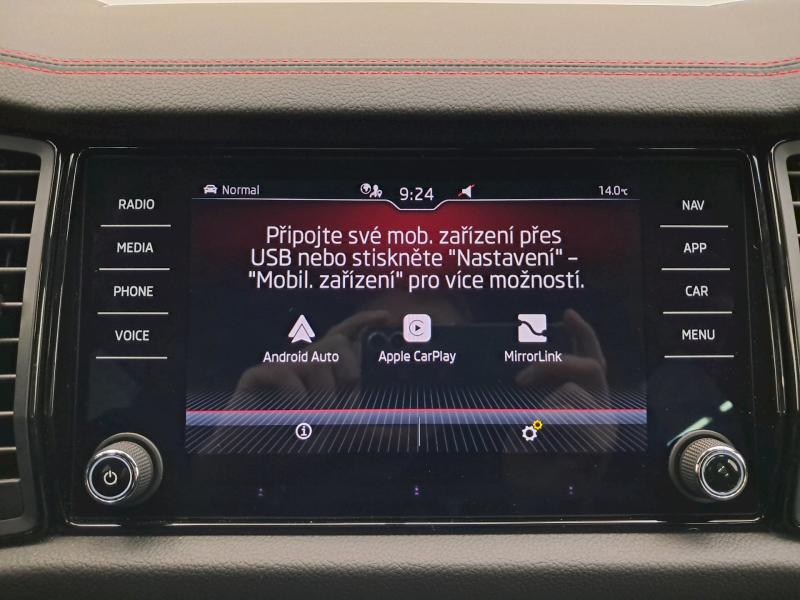 Normal 9:24 14.0°C
RADIO
MEDIA
PHONE
VOICE
Připojte své mob. zařízení přes
USB nebo stiskněte "Nastavení" –
"Mobil. zařízení" pro více možností.
Android Auto Apple CarPlay MirrorLink
NAV
APP
CAR
MENU